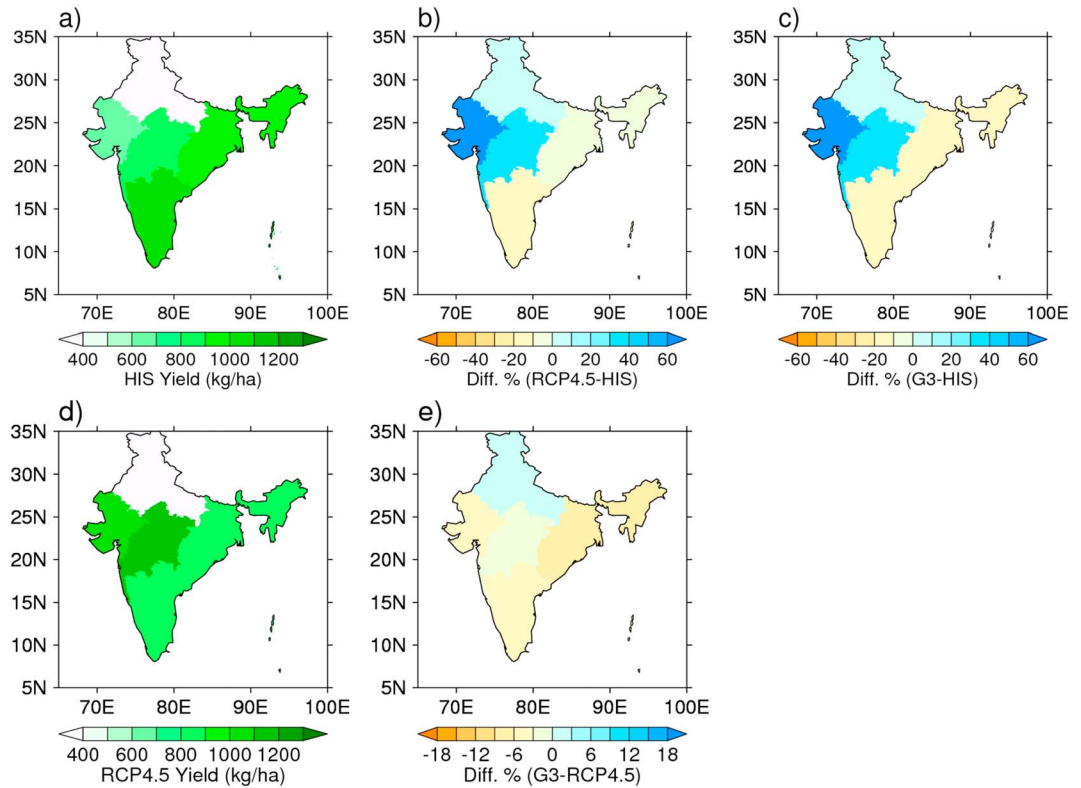 a)
35N
30N
25N
20N
15N
10N
5N
70E 80E 90E 100E
400 600 800 1000 1200
HIS Yield (kg/ha)
b)
35N
30N
25N
20N
15N
10N
5N
70E 80E 90E 100E
-60 -40 -20 0 20 40 60
Diff. % (RCP4.5-HIS)
c)
35N
30N
25N
20N
15N
10N
5N
70E 80E 90E 100E
-60 -40 -20 0 20 40 60
Diff. % (G3-HIS)
d)
35N
30N
25N
20N
15N
10N
5N
70E 80E 90E 100E
400 600 800 1000 1200
RCP4.5 Yield (kg/ha)
e)
35N
30N
25N
20N
15N
10N
5N
70E 80E 90E 100E
-18 -12 -6 0 6 12 18
Diff. % (G3-RCP4.5)